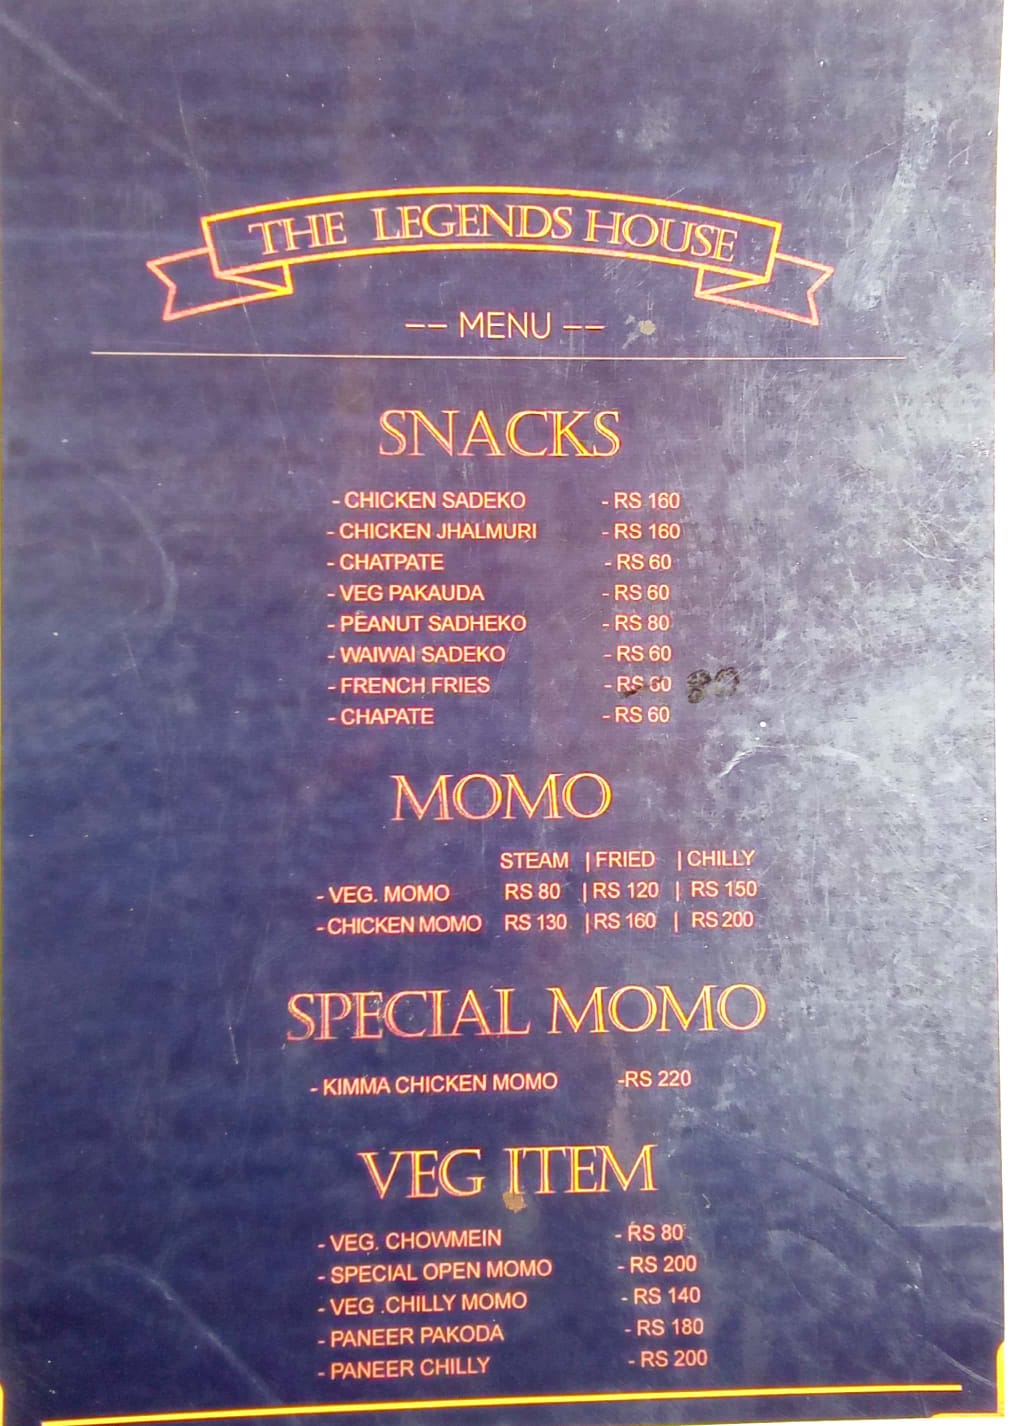 THE LEGENDS HOUSE
-- MENU --
SNACKS
- CHICKEN SADEKO - RS 160
- CHICKEN JHALMURI - RS 160
- CHATPATE - RS 60
- VEG PAKAUDA - RS 60
- PEANUT SADHEKO - RS 80
- WAIWAI SADEKO - RS 60
- FRENCH FRIES - RS 60 80
- CHAPATE - RS 60
MOMO
STEAM | FRIED | CHILLY
- VEG. MOMO RS 80 | RS 120 | RS 150
- CHICKEN MOMO RS 130 | RS 160 | RS 200
SPECIAL MOMO
- KIMMA CHICKEN MOMO -RS 220
VEG ITEM
- VEG. CHOWMEIN - RS 80
- SPECIAL OPEN MOMO - RS 200
- VEG .CHILLY MOMO - RS 140
- PANEER PAKODA - RS 180
- PANEER CHILLY - RS 200